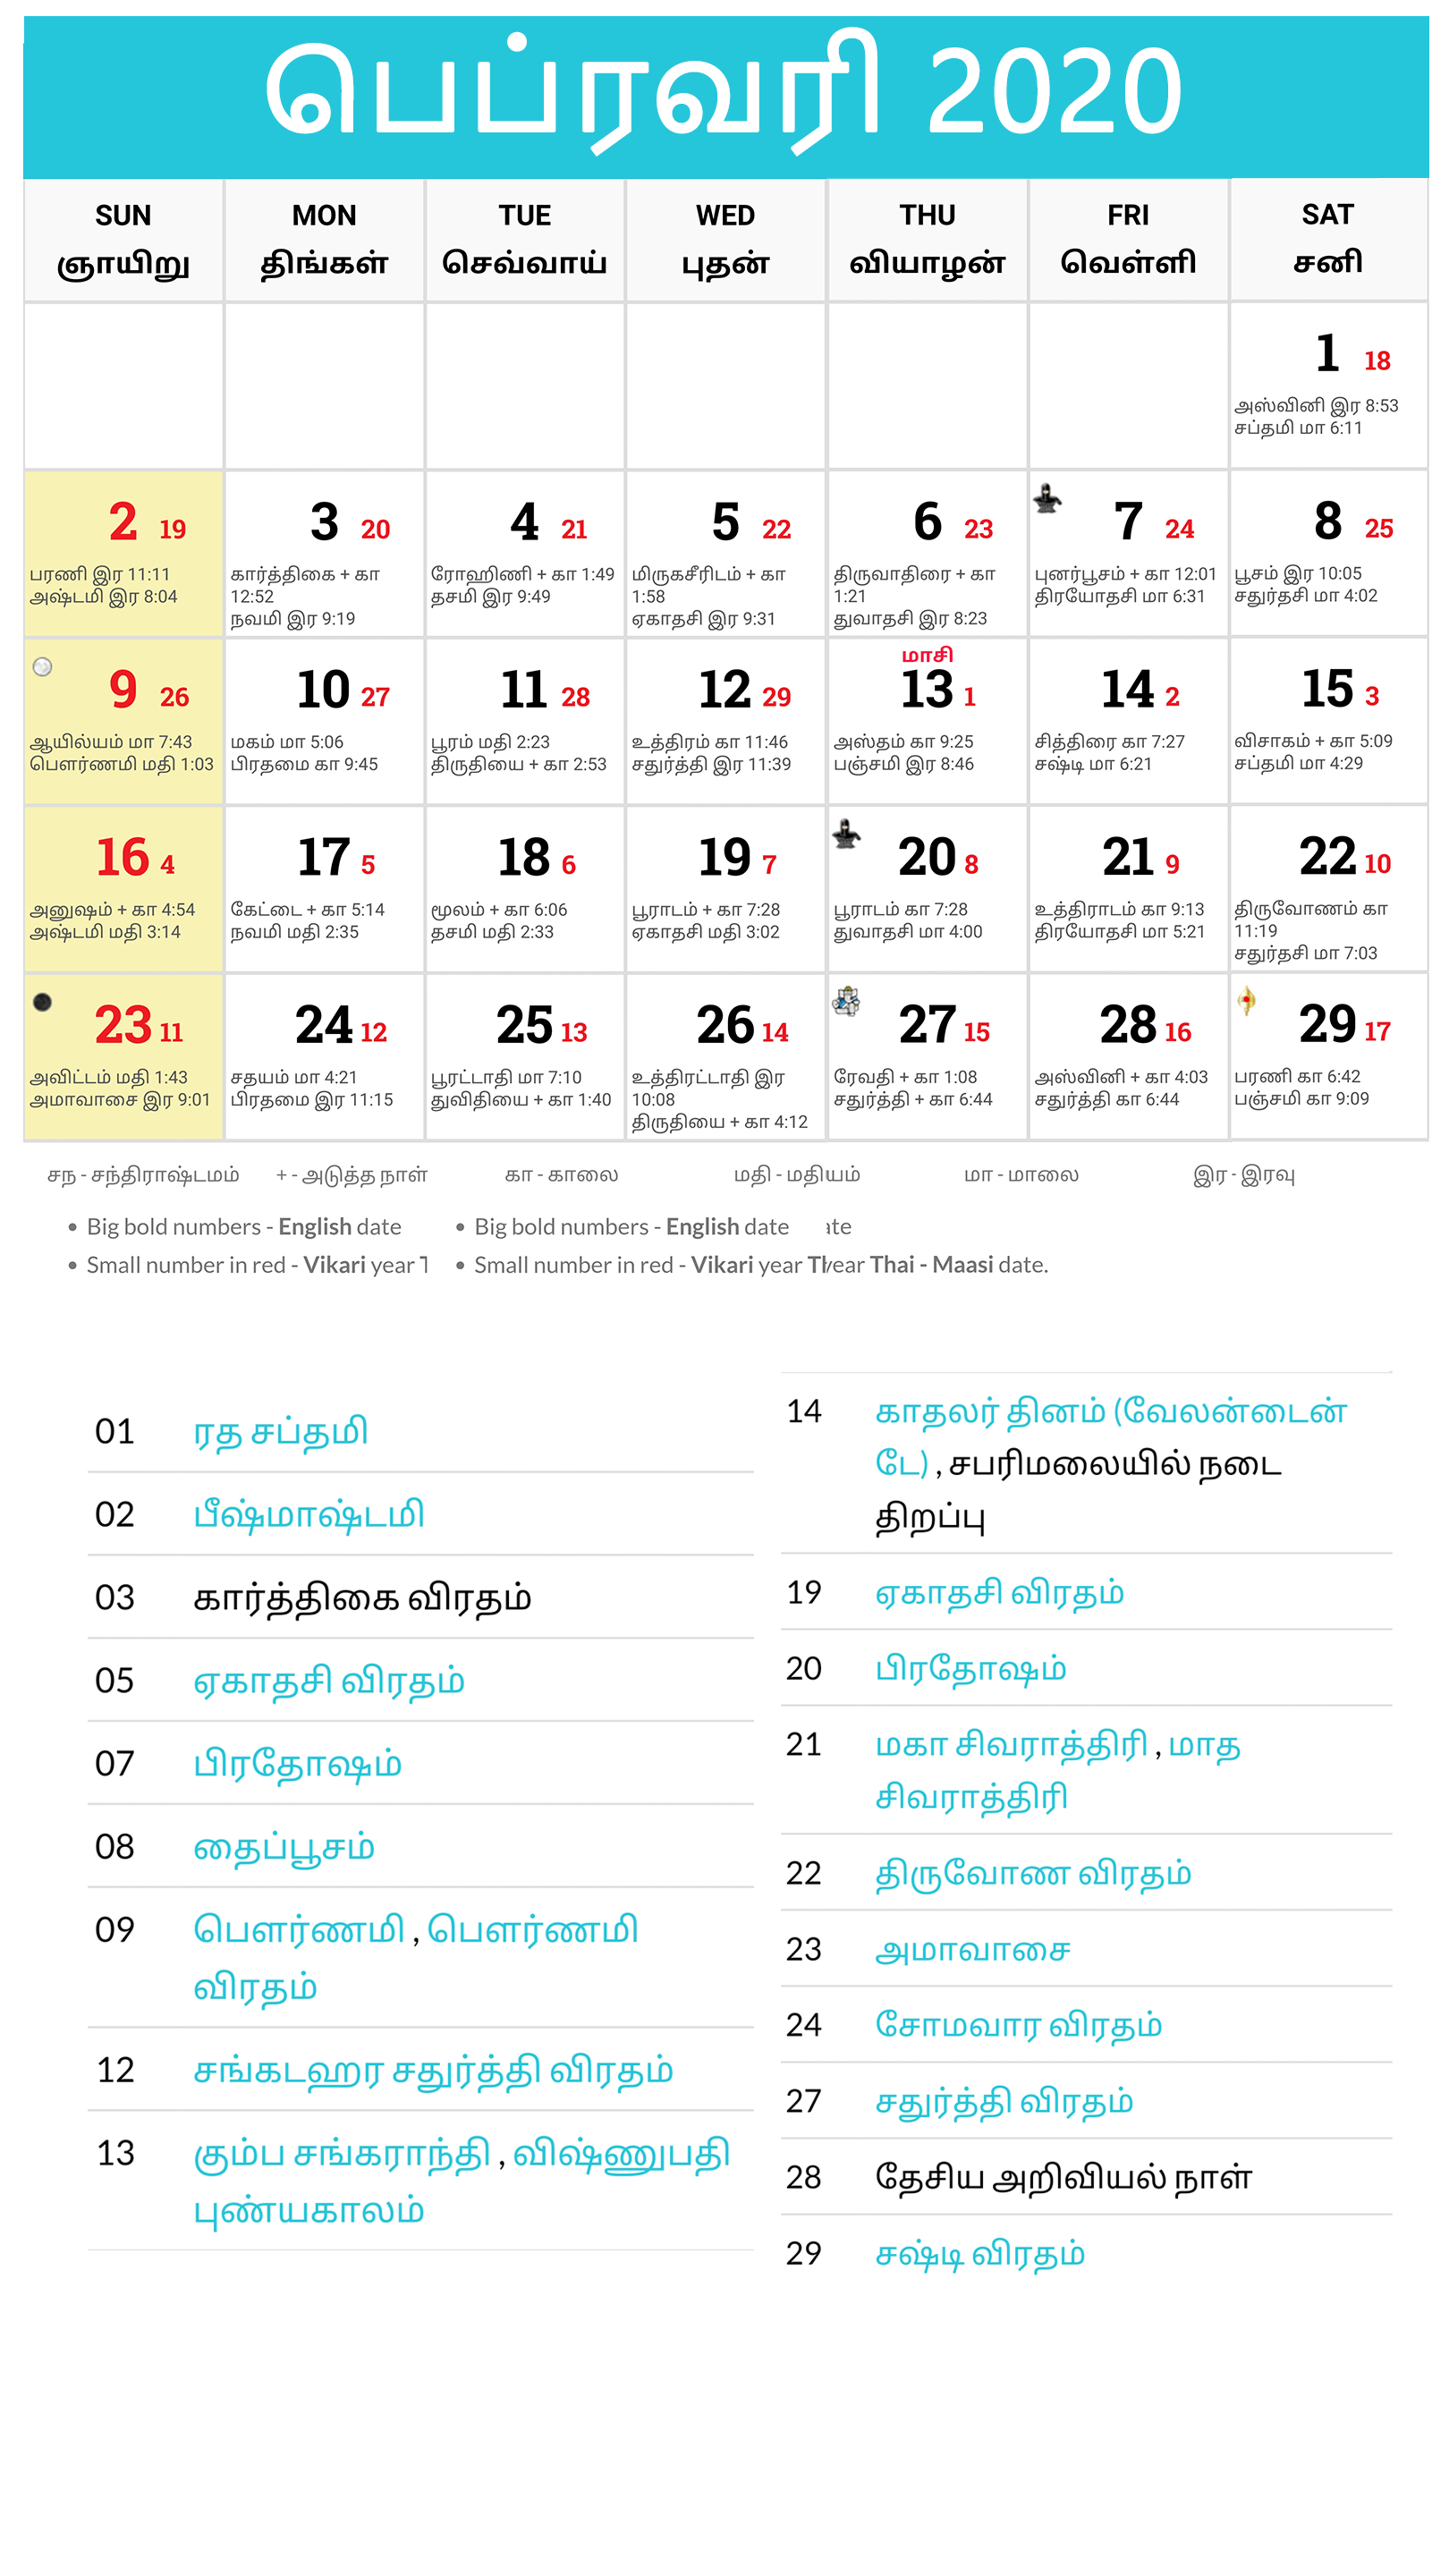 பெப்ரவரி 2020
SUN MON TUE WED THU FRI SAT
ஞாயிறு திங்கள் செவ்வாய் புதன் வியாழன் வெள்ளி சனி
1 18
அஸ்வினி இர 8:53
சப்தமி மா 6:11
2 19
பரணி இர 11:11
அஷ்டமி இர 8:04
3 20
கார்த்திகை + கா
12:52
நவமி இர 9:19
4 21
ரோஹிணி + கா 1:49
தசமி இர 9:49
5 22
மிருகசீரிடம் + கா
1:58
ஏகாதசி இர 9:31
6 23
திருவாதிரை + கா
1:21
துவாதசி இர 8:23
7 24
புனர்பூசம் + கா 12:01
திரயோதசி மா 6:31
8 25
பூசம் இர 10:05
சதுர்தசி மா 4:02
9 26
ஆயில்யம் மா 7:43
பௌர்ணமி மதி 1:03
10 27
மகம் மா 5:06
பிரதமை கா 9:45
11 28
பூரம் மதி 2:23
திருதியை + கா 2:53
12 29
உத்திரம் கா 11:46
சதுர்த்தி இர 11:39
மாசி
13 1
அஸ்தம் கா 9:25
பஞ்சமி இர 8:46
14 2
சித்திரை கா 7:27
சஷ்டி மா 6:21
15 3
விசாகம் + கா 5:09
சப்தமி மா 4:29
16 4
அனுஷம் + கா 4:54
அஷ்டமி மதி 3:14
17 5
கேட்டை + கா 5:14
நவமி மதி 2:35
18 6
மூலம் + கா 6:06
தசமி மதி 2:33
19 7
பூராடம் + கா 7:28
ஏகாதசி மதி 3:02
20 8
பூராடம் கா 7:28
துவாதசி மா 4:00
21 9
உத்திராடம் கா 9:13
திரயோதசி மா 5:21
22 10
திருவோணம் கா
11:19
சதுர்தசி மா 7:03
23 11
அவிட்டம் மதி 1:43
அமாவாசை இர 9:01
24 12
சதயம் மா 4:21
பிரதமை இர 11:15
25 13
பூரட்டாதி மா 7:10
துவிதியை + கா 1:40
26 14
உத்திரட்டாதி இர
10:08
திருதியை + கா 4:12
27 15
ரேவதி + கா 1:08
சதுர்த்தி + கா 6:44
28 16
அஸ்வினி + கா 4:03
சதுர்த்தி கா 6:44
29 17
பரணி கா 6:42
பஞ்சமி கா 9:09
சந - சந்திராஷ்டமம் + - அடுத்த நாள் கா - காலை மதி - மதியம் மா - மாலை இர - இரவு
• Big bold numbers - English date • Big bold numbers - English date ate
• Small number in red - Vikari year T • Small number in red - Vikari year Th year Thai - Maasi date.
01 ரத சப்தமி
02 பீஷ்மாஷ்டமி
03 கார்த்திகை விரதம்
05 ஏகாதசி விரதம்
07 பிரதோஷம்
08 தைப்பூசம்
09 பௌர்ணமி , பௌர்ணமி
விரதம்
12 சங்கடஹர சதுர்த்தி விரதம்
13 கும்ப சங்கராந்தி , விஷ்ணுபதி
புண்யகாலம்
14 காதலர் தினம் (வேலன்டைன்
டே) , சபரிமலையில் நடை
திறப்பு
19 ஏகாதசி விரதம்
20 பிரதோஷம்
21 மகா சிவராத்திரி , மாத
சிவராத்திரி
22 திருவோண விரதம்
23 அமாவாசை
24 சோமவார விரதம்
27 சதுர்த்தி விரதம்
28 தேசிய அறிவியல் நாள்
29 சஷ்டி விரதம்